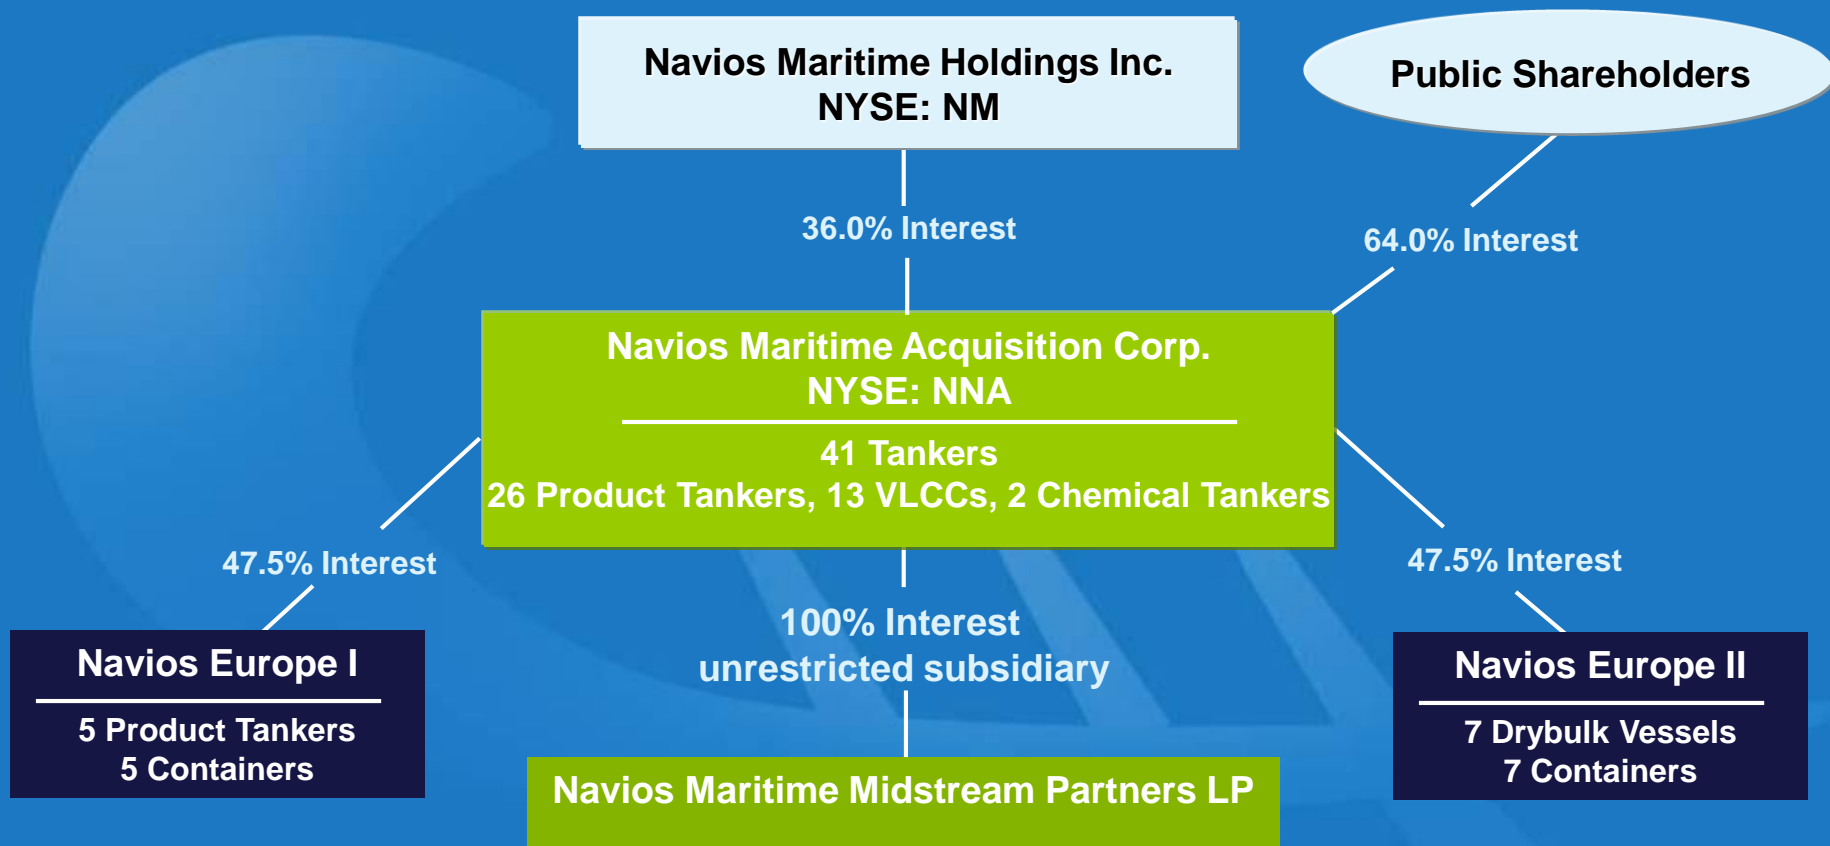 Navios Maritime Holdings Inc.
NYSE: NM
Public Shareholders
36.0% Interest
64.0% Interest
Navios Maritime Acquisition Corp.
NYSE: NNA
41 Tankers
26 Product Tankers, 13 VLCCs, 2 Chemical Tankers
47.5% Interest
47.5% Interest
100% Interest
unrestricted subsidiary
Navios Europe I
5 Product Tankers
5 Containers
Navios Europe II
7 Drybulk Vessels
7 Containers
Navios Maritime Midstream Partners LP